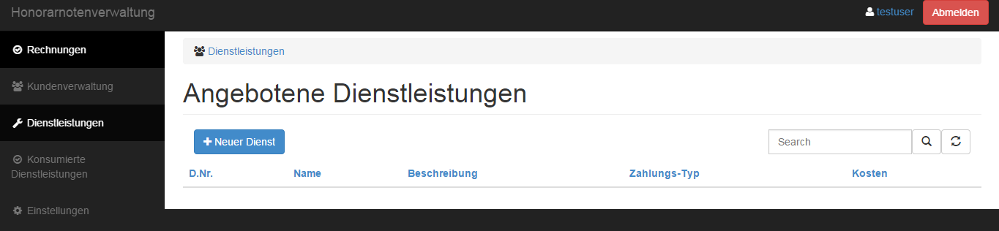 Honorarnotenverwaltung
testuser Abmelden
Rechnungen
Kundenverwaltung
Dienstleistungen
Konsumierte
Dienstleistungen
Einstellungen
Dienstleistungen
Angebotene Dienstleistungen
Neuer Dienst
Search
D.Nr. Name Beschreibung Zahlungs-Typ Kosten